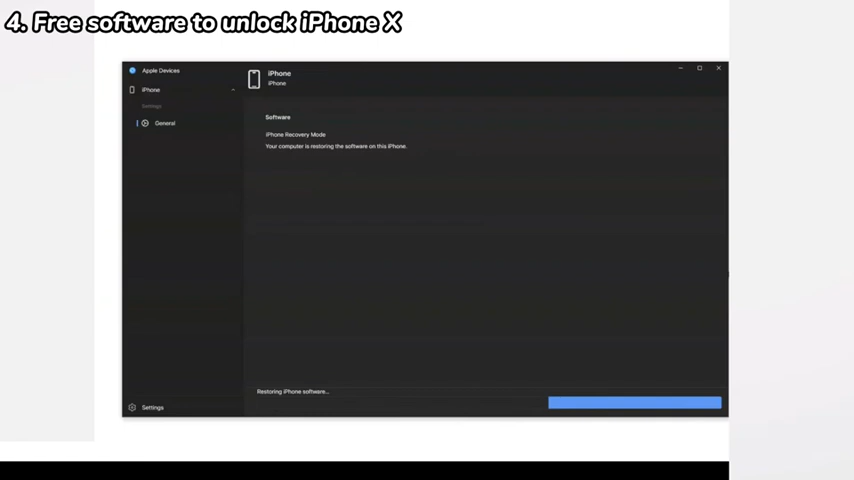 4. Free software to unlock iPhone X
Apple Devices
iPhone
Settings
General
iPhone
iPhone
Software
iPhone Recovery Mode
Your computer is restoring the software on this iPhone.
Restoring iPhone software...
Settings